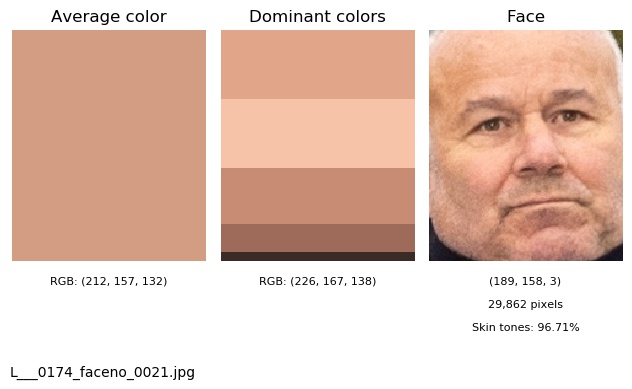 Average color
Dominant colors
Face
RGB: (212, 157, 132)
RGB: (226, 167, 138)
(189, 158, 3)
29,862 pixels
Skin tones: 96.71%
L___0174_faceno_0021.jpg